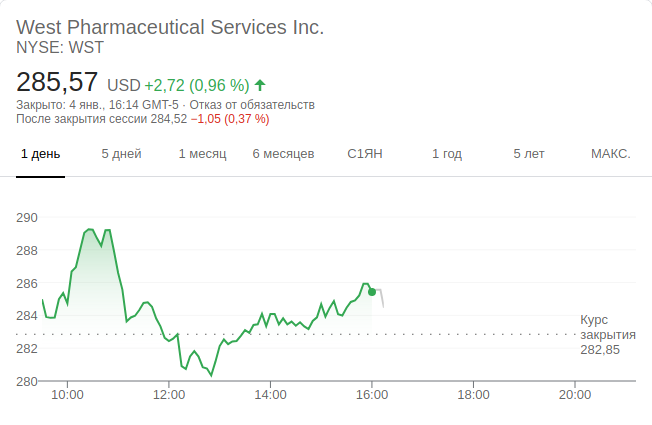 West Pharmaceutical Services Inc.
NYSE: WST
285,57 USD +2,72 (0,96 %)
Закрыто: 4 янв., 16:14 GMT-5 · Отказ от обязательств
После закрытия сессии 284,52 −1,05 (0,37 %)
1 день 5 дней 1 месяц 6 месяцев С1ЯН 1 год 5 лет МАКС.
290
288
286
284
282
280
Курс
закрытия
282,85
10:00 12:00 14:00 16:00 18:00 20:00